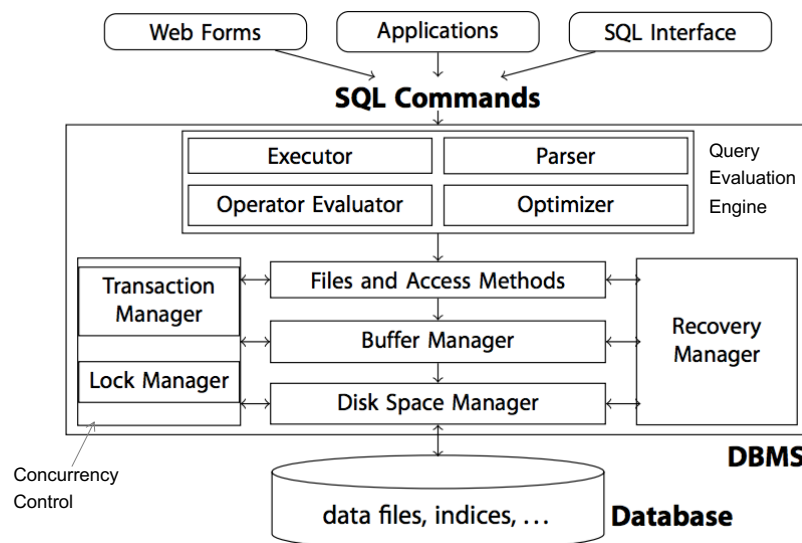 Web Forms
Applications
SQL Interface
SQL Commands
Executor
Parser
Operator Evaluator
Optimizer
Query
Evaluation
Engine
Transaction
Manager
Lock Manager
Files and Access Methods
Buffer Manager
Disk Space Manager
Recovery
Manager
Concurrency
Control
DBMS
data files, indices, ...
Database